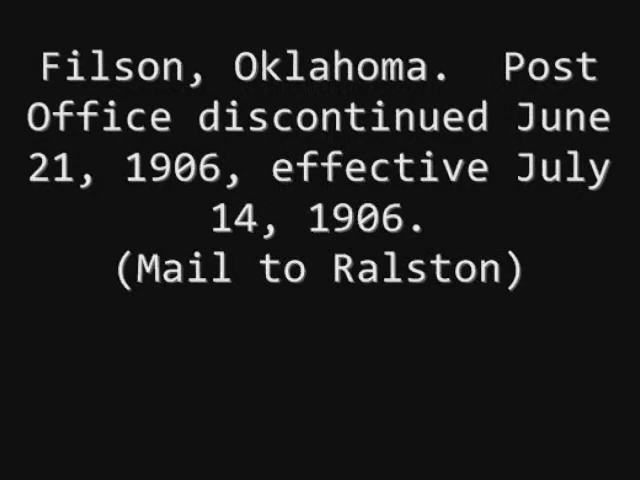 Filson, Oklahoma.  Post
Office discontinued June
21, 1906, effective July
14, 1906.
(Mail to Ralston)